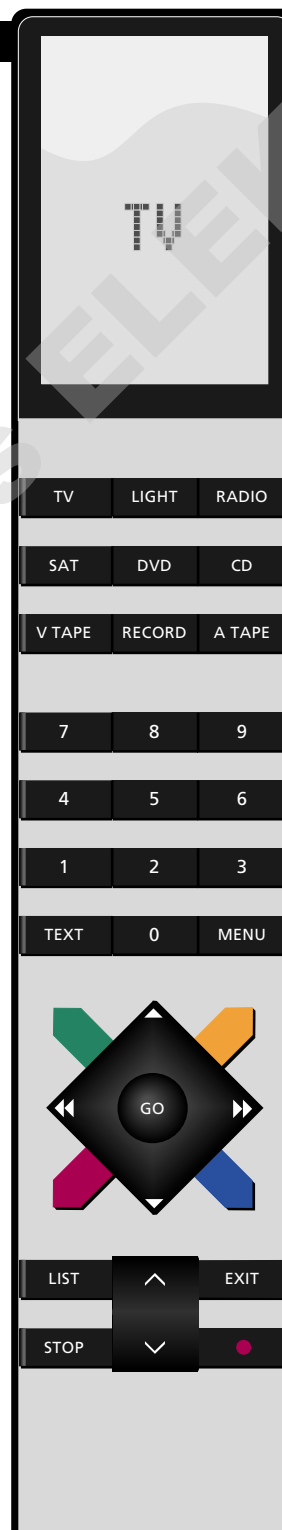 TV
TV LIGHT RADIO
SAT DVD CD
V TAPE RECORD A TAPE
7 8 9
4 5 6
1 2 3
TEXT 0 MENU
GO
LIST EXIT
STOP